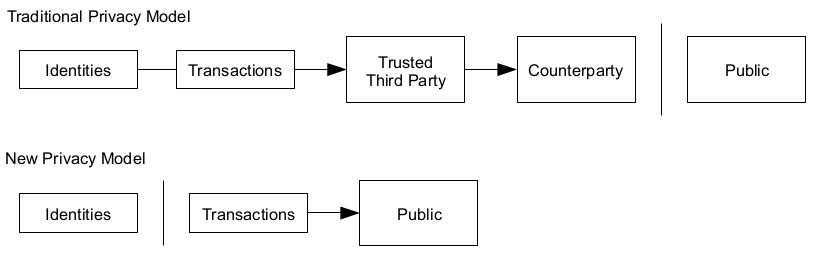 Traditional Privacy Model
Identities
Transactions
Trusted
Third Party
Counterparty
Public
New Privacy Model
Identities
Transactions
Public